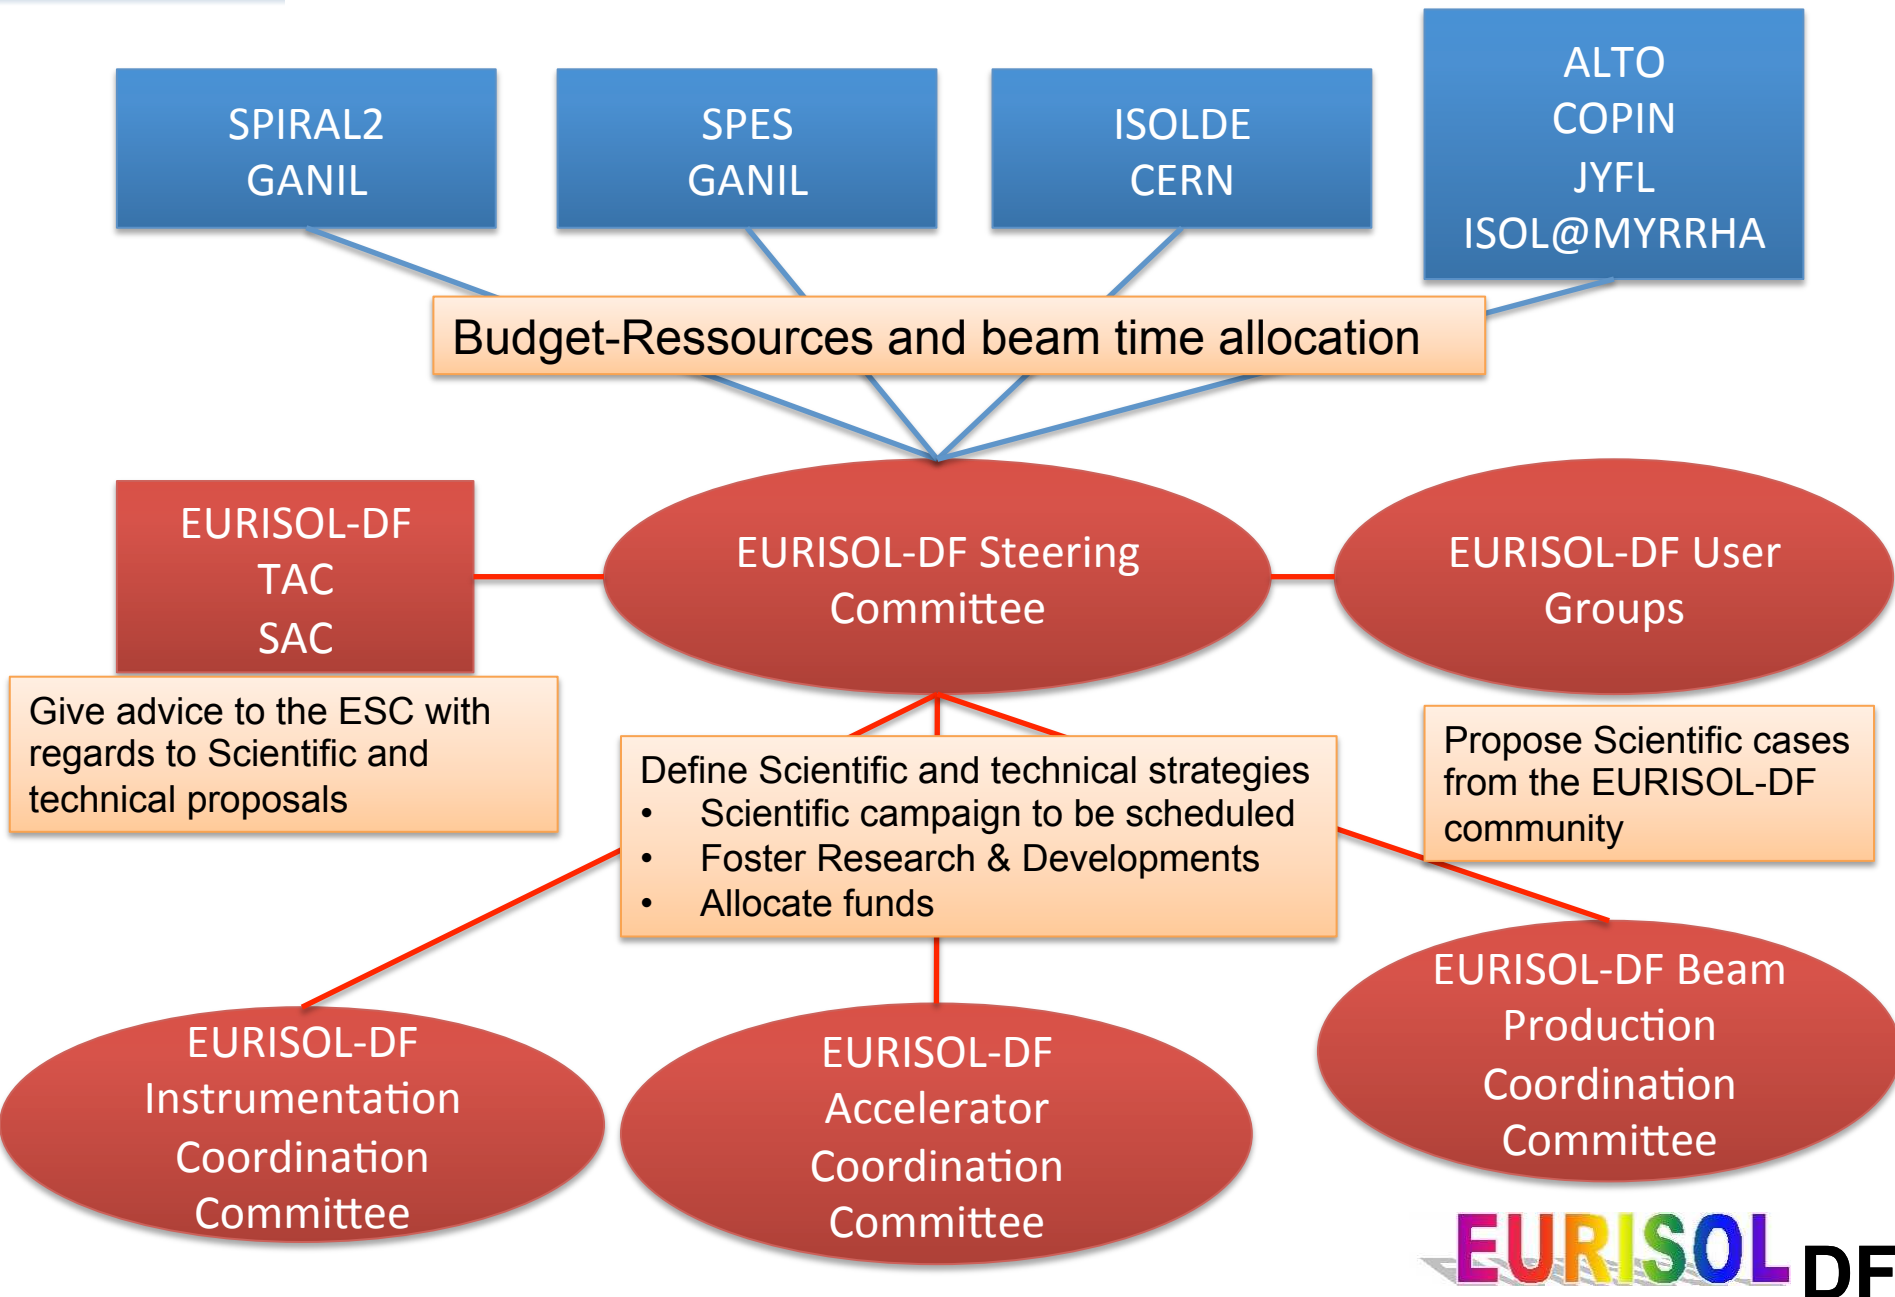 SPIRAL2
GANIL
SPES
GANIL
ISOLDE
CERN
ALTO
COPIN
JYFL
ISOL@MYRRHA
Budget-Ressources and beam time allocation
EURISOL-DF
TAC
SAC
EURISOL-DF Steering
Committee
EURISOL-DF User
Groups
Give advice to the ESC with
regards to Scientific and
technical proposals
Define Scientific and technical strategies
• Scientific campaign to be scheduled
• Foster Research & Developments
• Allocate funds
Propose Scientific cases
from the EURISOL-DF
community
EURISOL-DF
Instrumentation
Coordination
Committee
EURISOL-DF
Accelerator
Coordination
Committee
EURISOL-DF Beam
Production
Coordination
Committee
EURISOL DF